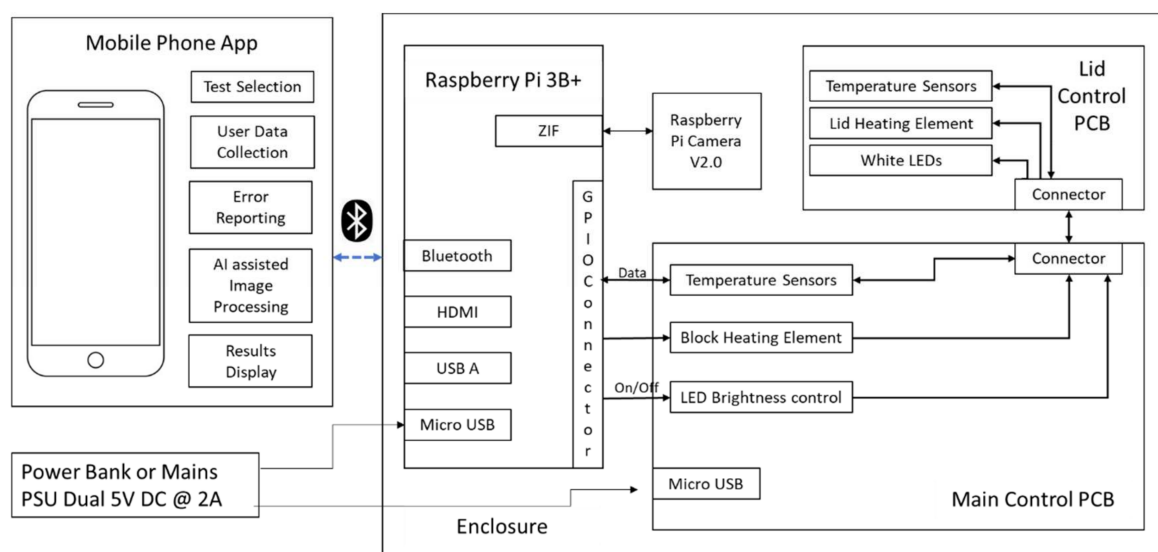 Mobile Phone App
Test Selection
User Data
Collection
Error
Reporting
AI assisted
Image
Processing
Results
Display
Power Bank or Mains
PSU Dual 5V DC @ 2A
Raspberry Pi 3B+
ZIF
GPIO Connector
Bluetooth
HDMI
USB A
Micro USB
Enclosure
Raspberry
Pi Camera
V2.0
Lid
Control
PCB
Temperature Sensors
Lid Heating Element
White LEDs
Connector
Connector
Data
Temperature Sensors
Block Heating Element
On/Off
LED Brightness control
Micro USB
Main Control PCB